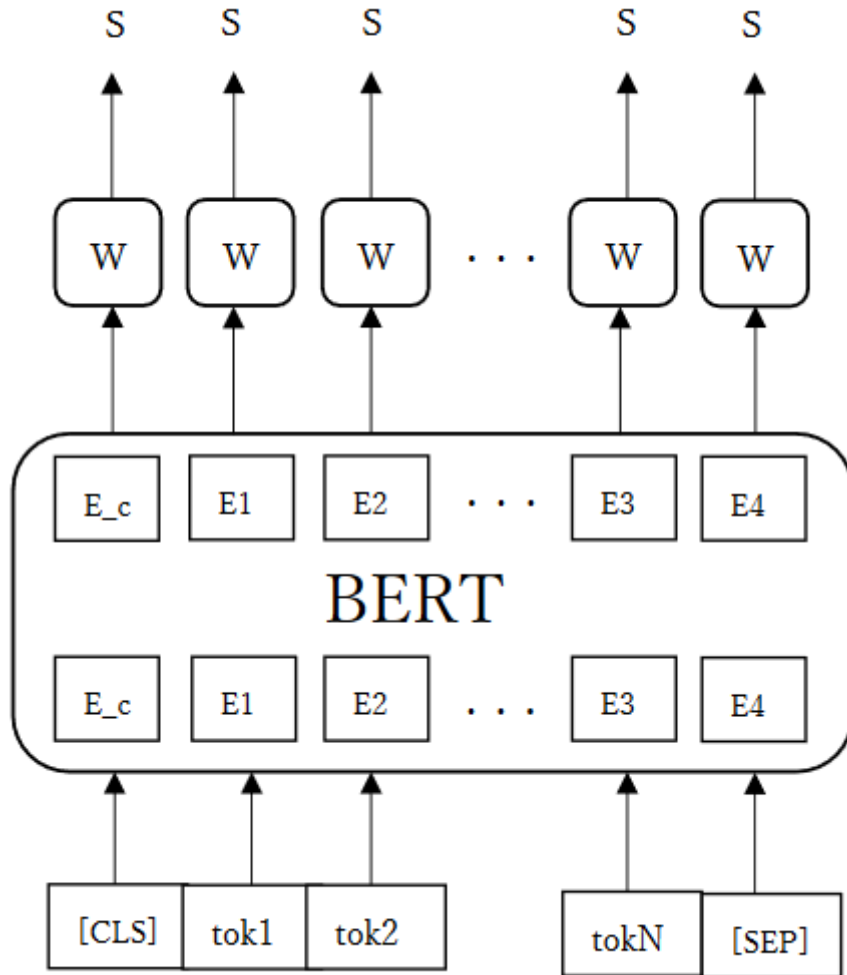 S S S S S
W W W . . . W W
E_c E1 E2 . . . E3 E4
BERT
E_c E1 E2 . . . E3 E4
[CLS] tok1 tok2 tokN [SEP]